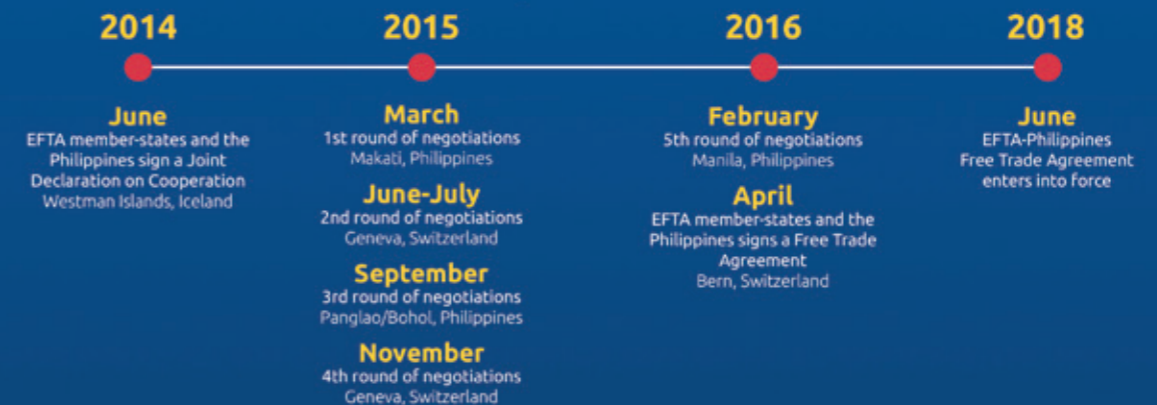 2014
June
EFTA member-states and the
Philippines sign a Joint
Declaration on Cooperation
Westman Islands, Iceland
2015
March
1st round of negotiations
Makati, Philippines
June-July
2nd round of negotiations
Geneva, Switzerland
September
3rd round of negotiations
Panglao/Bohol, Philippines
November
4th round of negotiations
Geneva, Switzerland
2016
February
5th round of negotiations
Manila, Philippines
April
EFTA member-states and the
Philippines signs a Free Trade
Agreement
Bern, Switzerland
2018
June
EFTA-Philippines
Free Trade Agreement
enters into force